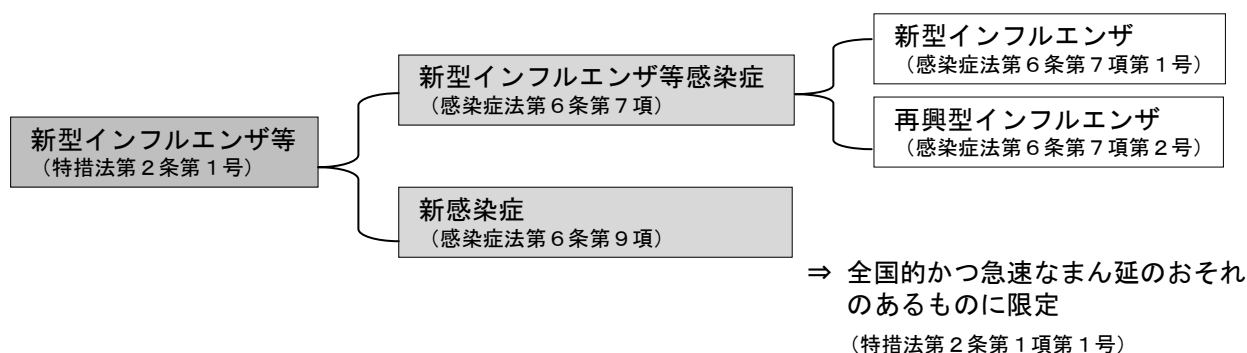 新型インフルエンザ等
（特措法第２条第１号）
新型インフルエンザ等感染症
（感染症法第６条第７項）
新型インフルエンザ
（感染症法第６条第７項第１号）
再興型インフルエンザ
（感染症法第６条第７項第２号）
新感染症
（感染症法第６条第９項）
⇒ 全国的かつ急速なまん延のおそれ
のあるものに限定
（特措法第２条第１項第１号）